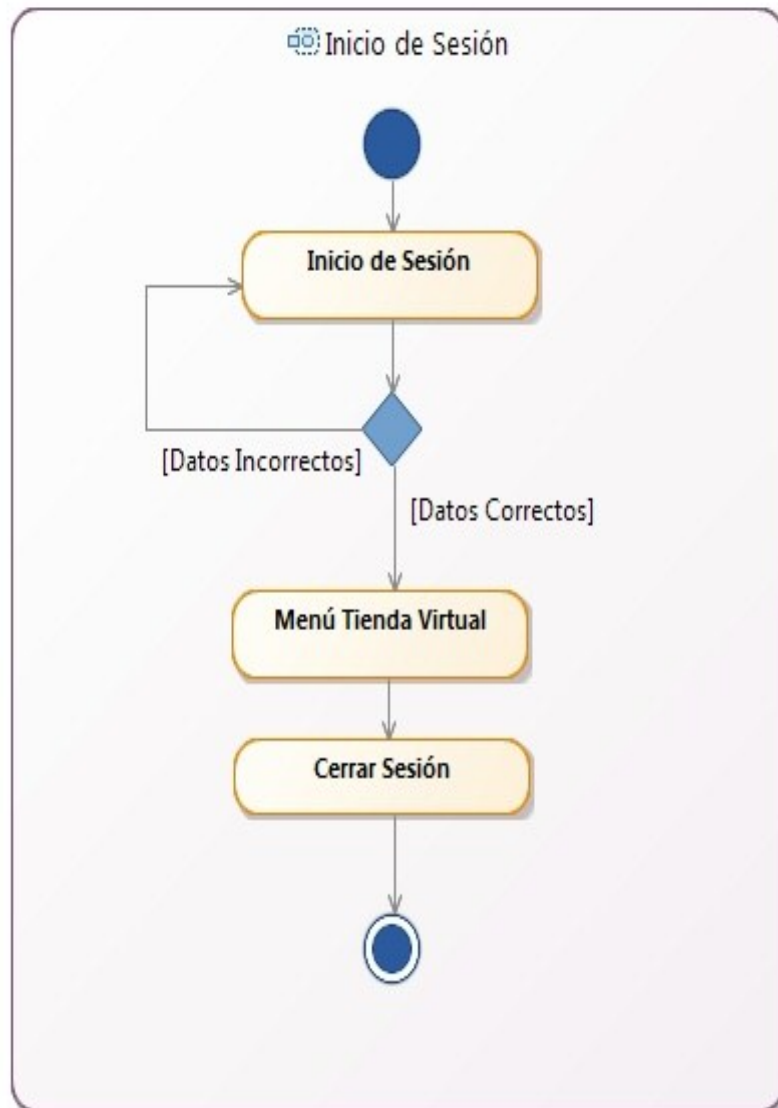 Inicio de Sesión
Inicio de Sesión
[Datos Incorrectos]
[Datos Correctos]
Menú Tienda Virtual
Cerrar Sesión